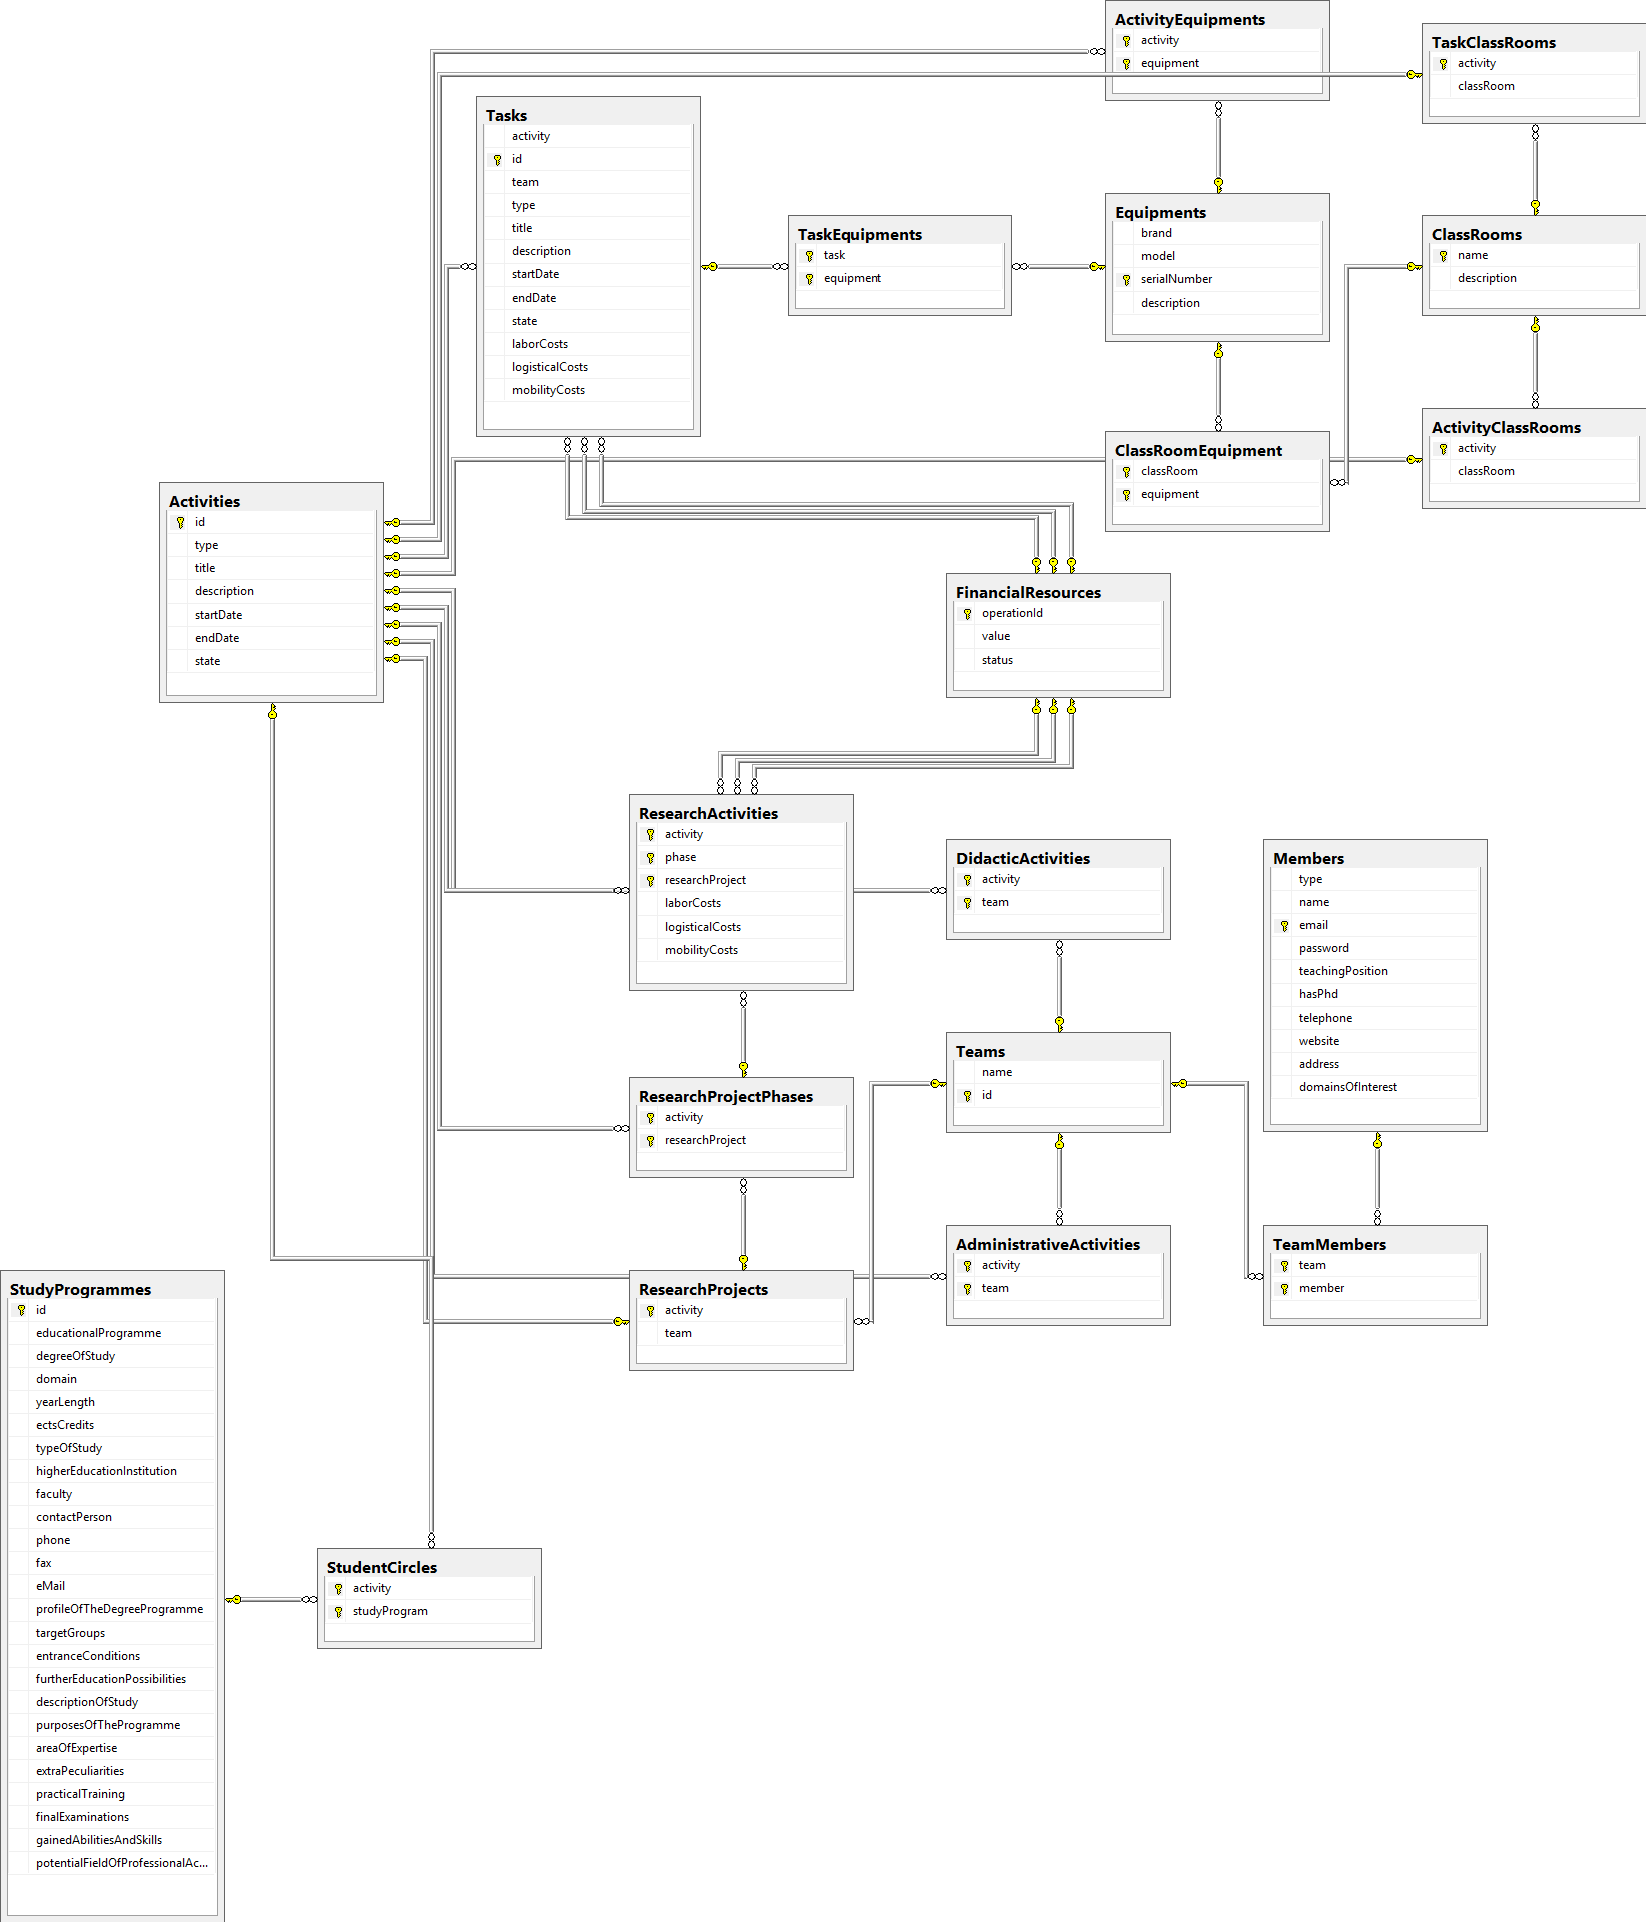 ActivityEquipments
activity
equipment
TaskClassRooms
activity
classRoom
Tasks
activity
id
team
type
title
description
startDate
endDate
state
laborCosts
logisticalCosts
mobilityCosts
TaskEquipments
task
equipment
Equipments
brand
model
serialNumber
description
ClassRooms
name
description
ActivityClassRooms
activity
classRoom
ClassRoomEquipment
classRoom
equipment
Activities
id
type
title
description
startDate
endDate
state
FinancialResources
operationId
value
status
ResearchActivities
activity
phase
researchProject
laborCosts
logisticalCosts
mobilityCosts
DidacticActivities
activity
team
Members
type
name
email
password
teachingPosition
hasPhd
telephone
website
address
domainsOfInterest
Teams
name
id
ResearchProjectPhases
activity
researchProject
AdministrativeActivities
activity
team
TeamMembers
team
member
ResearchProjects
activity
team
StudyProgrammes
id
educationalProgramme
degreeOfStudy
domain
yearLength
ectsCredits
typeOfStudy
higherEducationInstitution
faculty
contactPerson
phone
fax
eMail
profileOfTheDegreeProgramme
targetGroups
entranceConditions
furtherEducationPossibilities
descriptionOfStudy
purposesOfTheProgramme
areaOfExpertise
extraPeculiarities
practicalTraining
finalExaminations
gainedAbilitiesAndSkills
potentialFieldOfProfessionalAc...
StudentCircles
activity
studyProgram